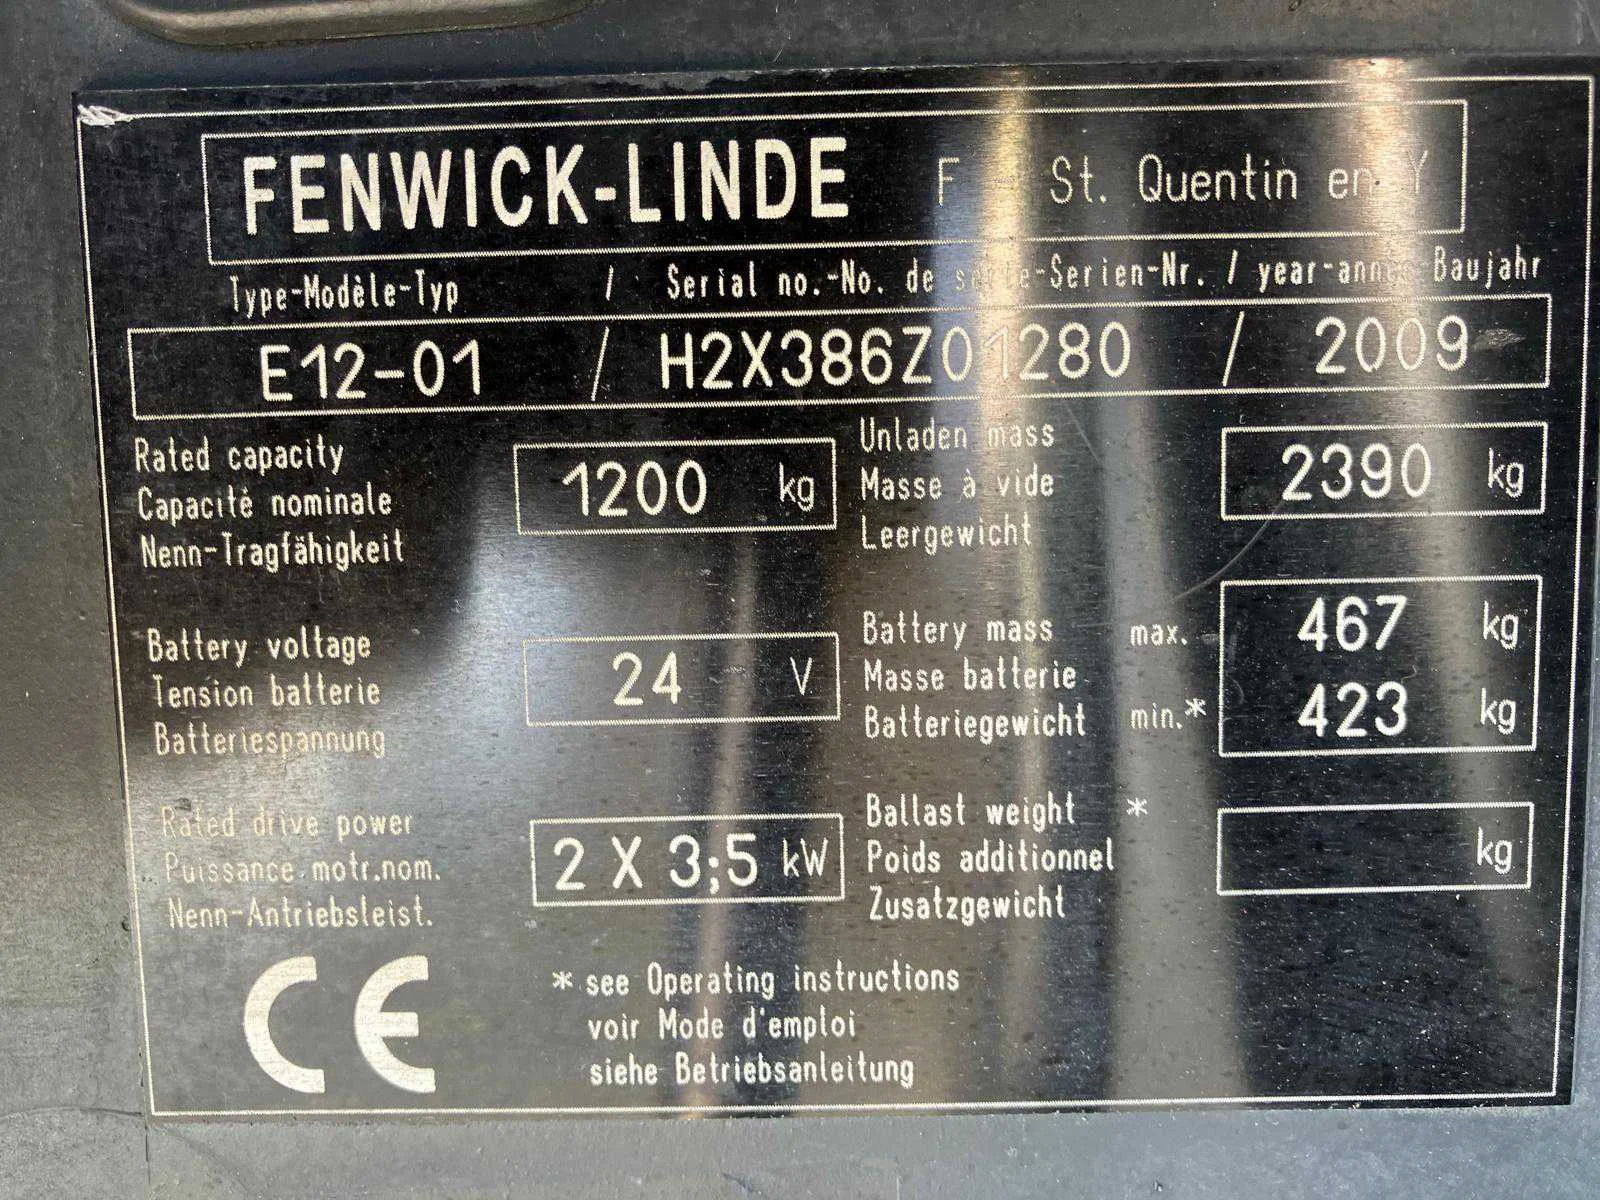 FENWICK-LINDE F - St. Quentin en Y
Type-Modèle-Typ / Serial no.-No. de série-Serien-Nr. / year-année Baujahr
E12-01 / H2X386Z01280 / 2009
Rated capacity
Capacité nominale
Nenn-Tragfähigkeit
1200 kg
Unladen mass
Masse à vide
Leergewicht
2390 kg
Battery voltage
Tension batterie
Batteriespannung
24 V
Battery mass max.
Masse batterie
Batteriegewicht min.*
467 kg
423 kg
Rated drive power
Puissance motr.nom.
Nenn-Antriebsleist.
2 X 3;5 kW
Ballast weight *
Poids additionnel
Zusatzgewicht
kg
CE
* see Operating instructions
voir Mode d'emploi
siehe Betriebsanleitung